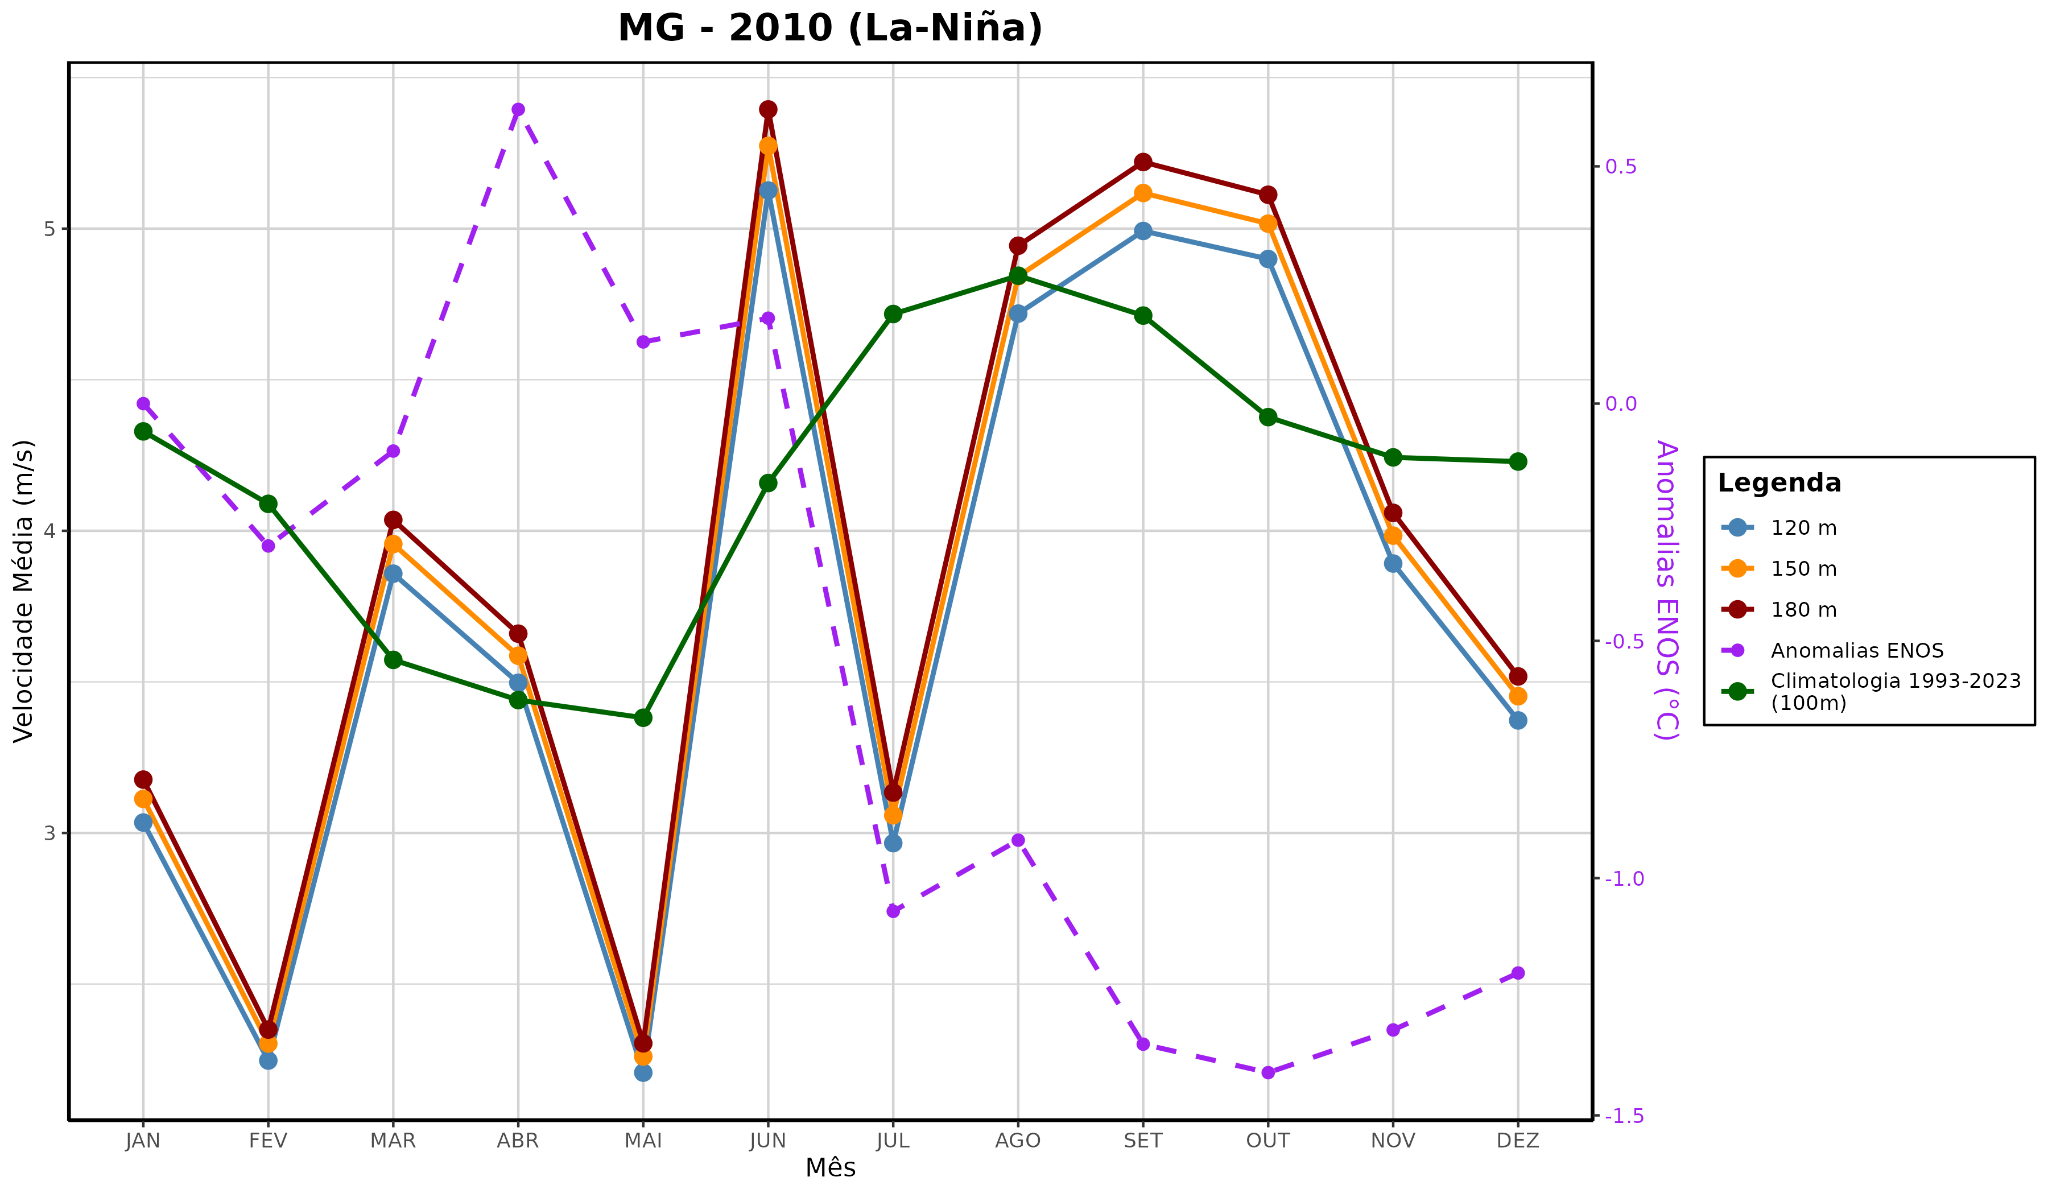 MG - 2010 (La-Niña)
Velocidade Média (m/s)
5
4
3
0.5
0.0
-0.5
-1.0
-1.5
Anomalias ENOS (°C)
JAN FEV MAR ABR MAI JUN JUL AGO SET OUT NOV DEZ
Mês
Legenda
120 m
150 m
180 m
Anomalias ENOS
Climatologia 1993-2023
(100m)